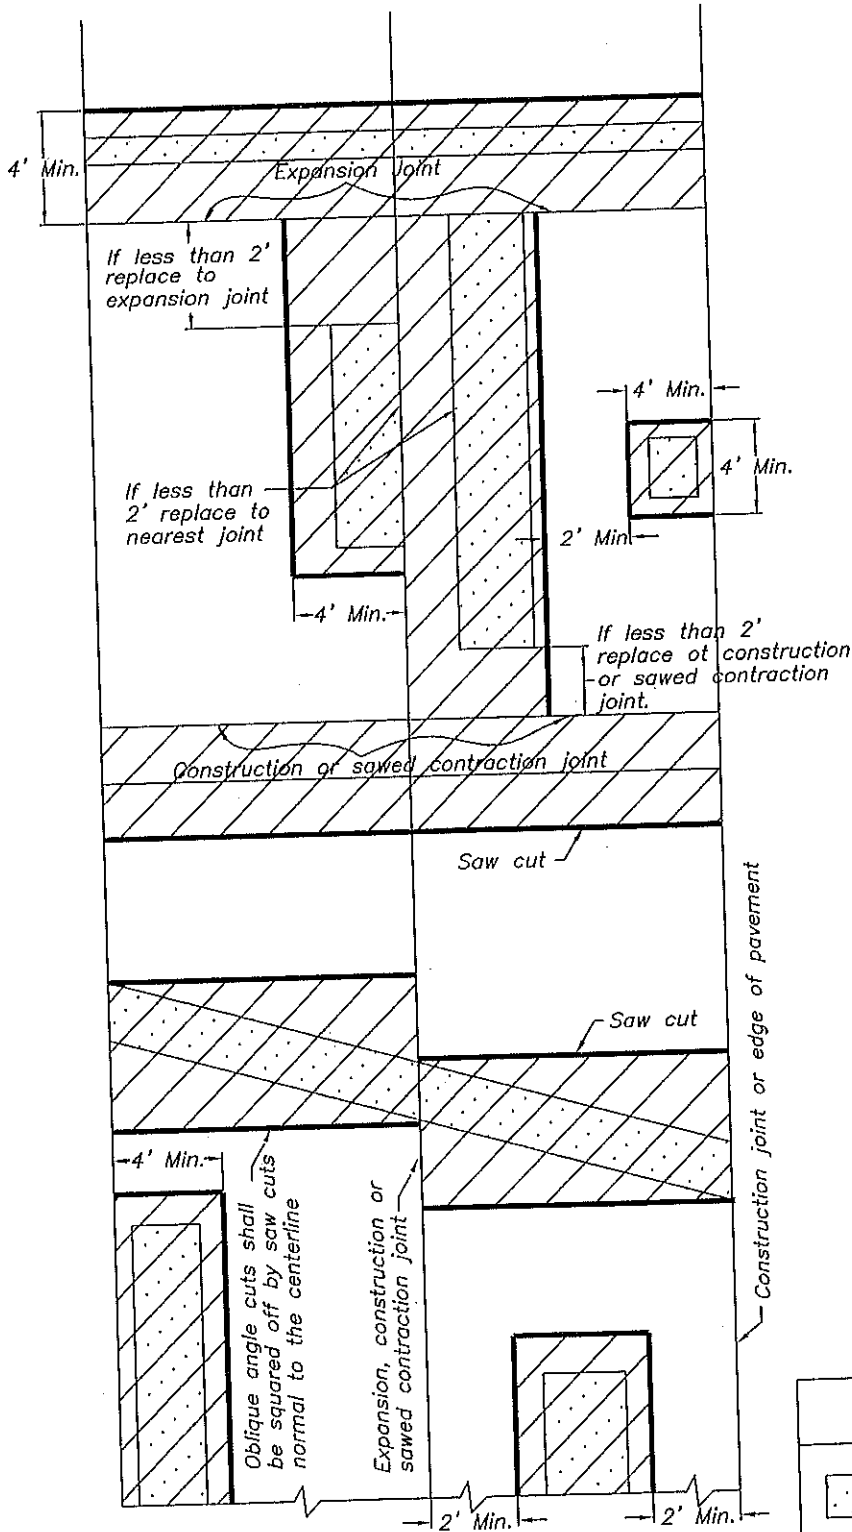 4' Min.
Expansion Joint
If less than 2'
replace to
expansion joint
4' Min.
4' Min.
If less than
2' replace to
nearest joint
2' Min.
4' Min.
If less than 2'
replace ot construction
or sawed contraction
joint.
Construction or sawed contraction joint
Saw cut
Construction joint or edge of pavement
Saw cut
4' Min.
Oblique angle cuts shall
be squared off by saw cuts
normal to the centerline
Expansion, construction or
sawed contraction joint
2' Min.
2' Min.